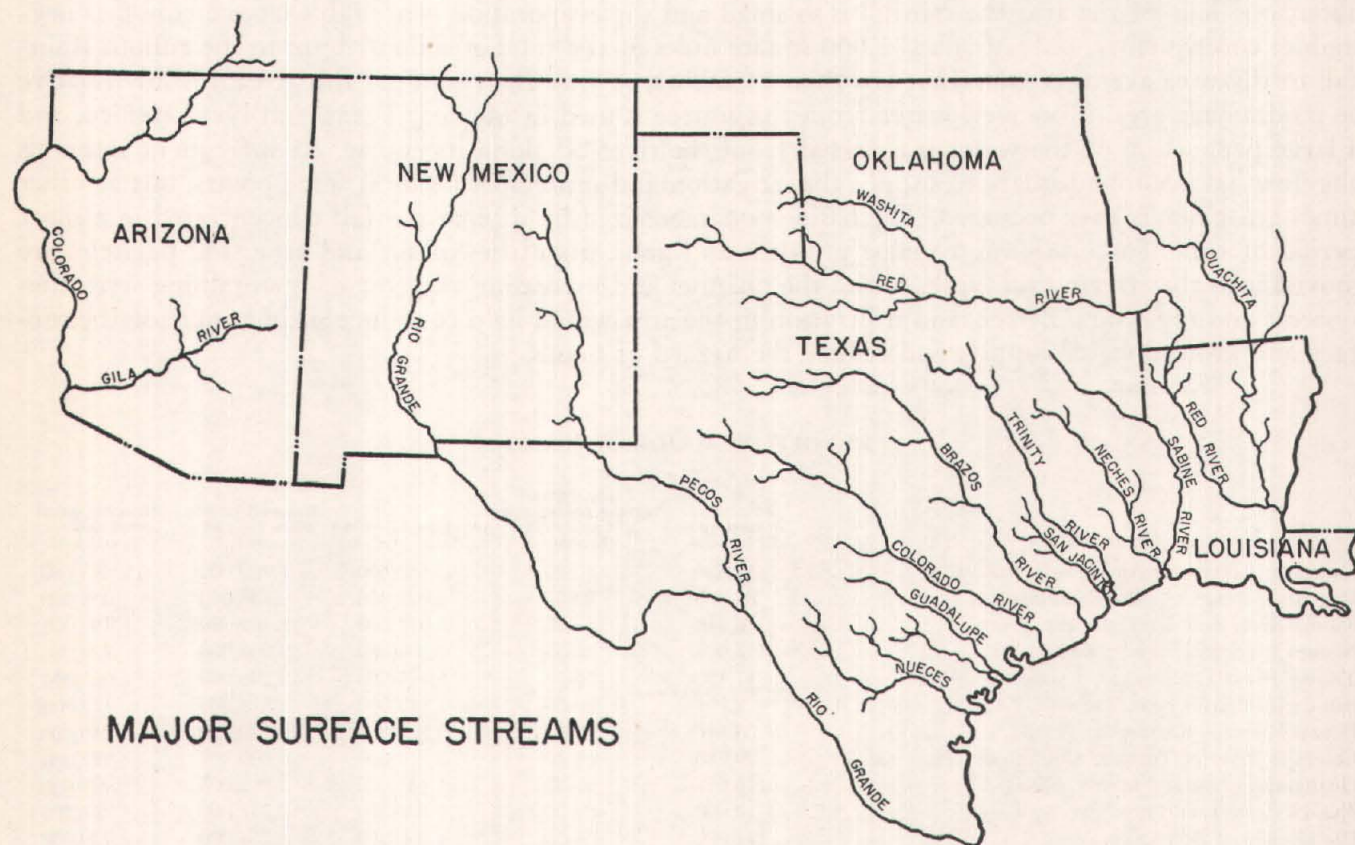 NEW MEXICO
OKLAHOMA
ARIZONA
WASHITA
OUACHITA
COLORADO
RED
RIVER
RIO
GRANDE
GILA
RIVER
TEXAS
TRINITY
RIVER
NECHES
RIVER
SABINE
RIVER
RED
RIVER
BRAZOS
RIVER
PECOS
RIVER
SAN JACINTO
LOUISIANA
COLORADO
RIVER
GUADALUPE
NUECES
RIO
GRANDE
MAJOR SURFACE STREAMS